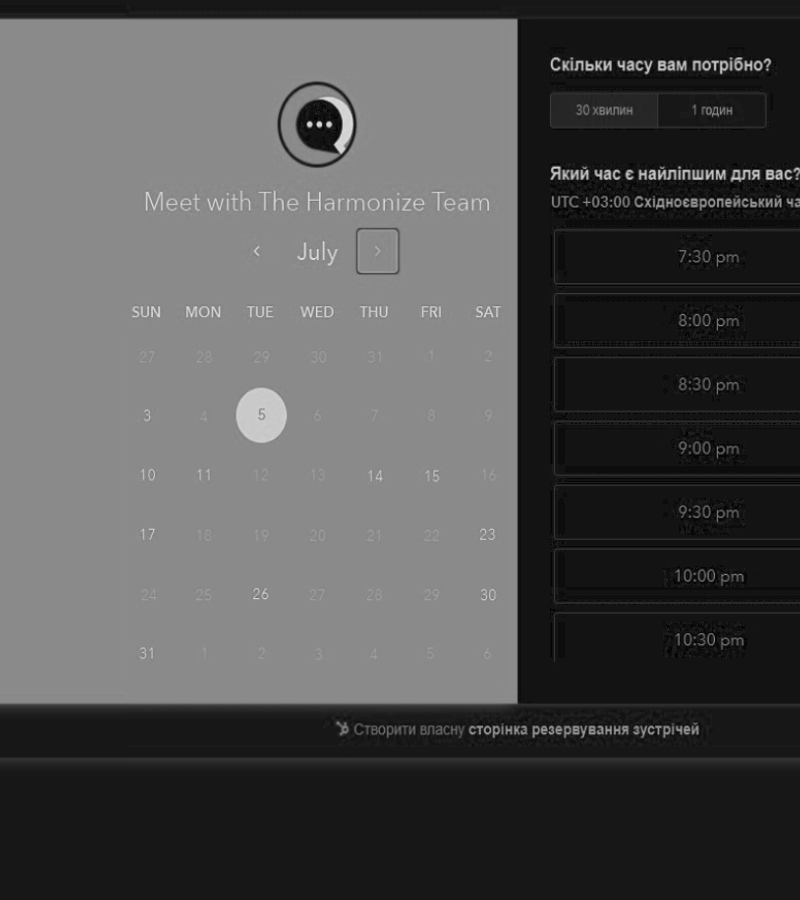 Meet with The Harmonize Team
July
SUN MON TUE WED THU FRI SAT
27 28 29 30 31 1 2
3 4 5 6 7 8 9
10 11 12 13 14 15 16
17 18 19 20 21 22 23
24 25 26 27 28 29 30
31 1 2 3 4 5 6
Скільки часу вам потрібно?
30 хвилин 1 годин
Який час є найліпшим для вас?
UTC +03:00 Східноєвропейський ча
7:30 pm
8:00 pm
8:30 pm
9:00 pm
9:30 pm
10:00 pm
10:30 pm
Створити власну сторінка резервування зустрічей